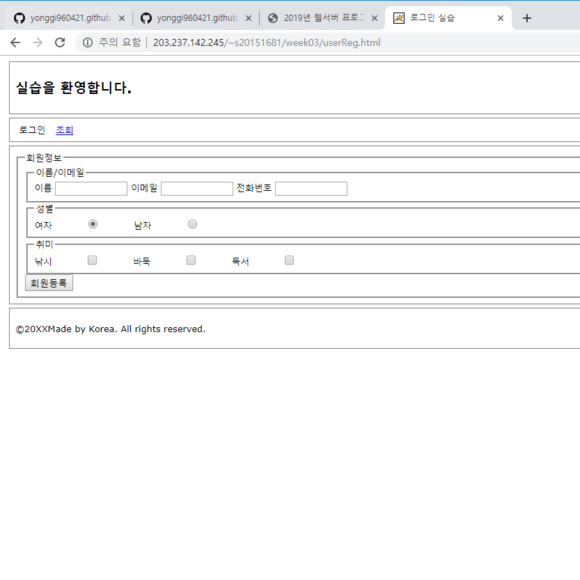 yonggi960421.github
yonggi960421.github
2019년 웹서버 프로그
로그인 실습
주의 요함 | 203.237.142.245/~s20151681/week03/userReg.html
실습을 환영합니다.
로그인 조회
회원정보
이름/이메일
이름 이메일 전화번호
성별
여자 남자
취미
낚시 바둑 독서
회원등록
©20XXMade by Korea. All rights reserved.